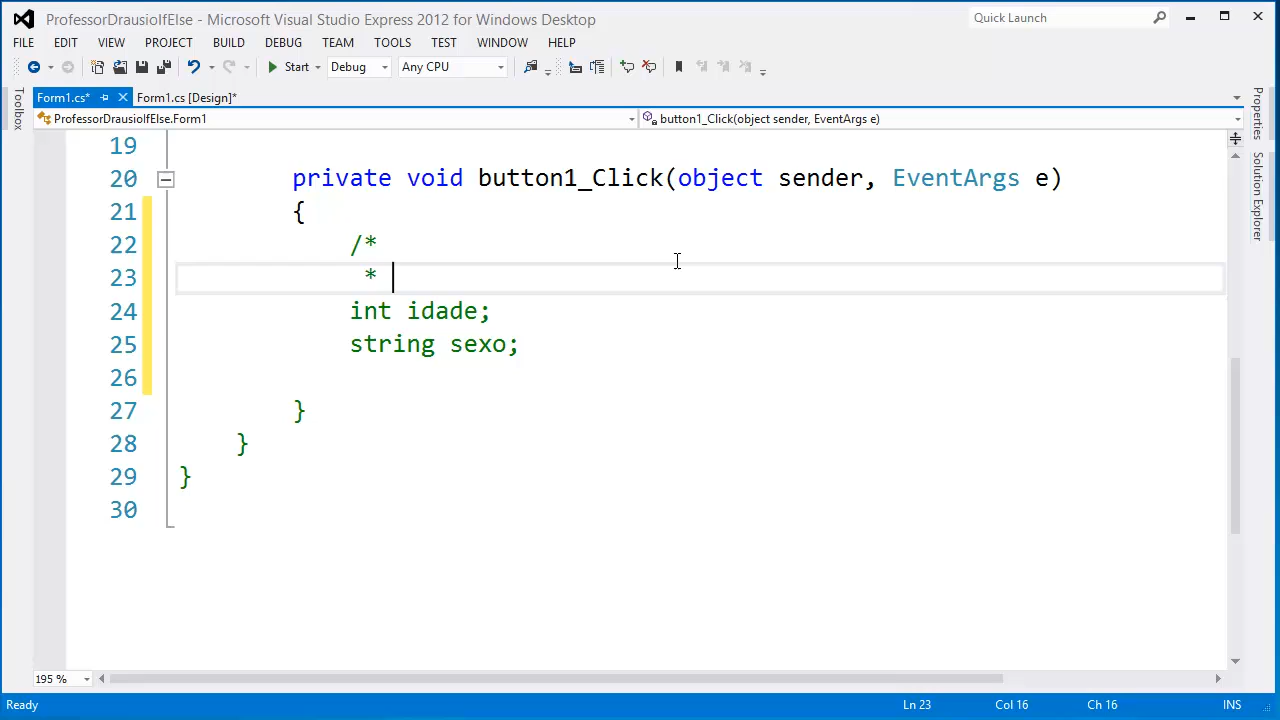 ProfessorDrausioIfElse - Microsoft Visual Studio Express 2012 for Windows Desktop
Quick Launch
FILE EDIT VIEW PROJECT BUILD DEBUG TEAM TOOLS TEST WINDOW HELP
Start Debug Any CPU
Toolbox
Form1.cs* Form1.cs [Design]*
Properties
Solution Explorer
ProfessorDrausioIfElse.Form1 button1_Click(object sender, EventArgs e)
19
20 private void button1_Click(object sender, EventArgs e)
21 {
22 /*
23 *
24 int idade;
25 string sexo;
26
27 }
28 }
29 }
30
195 %
Ready Ln 23 Col 16 Ch 16 INS